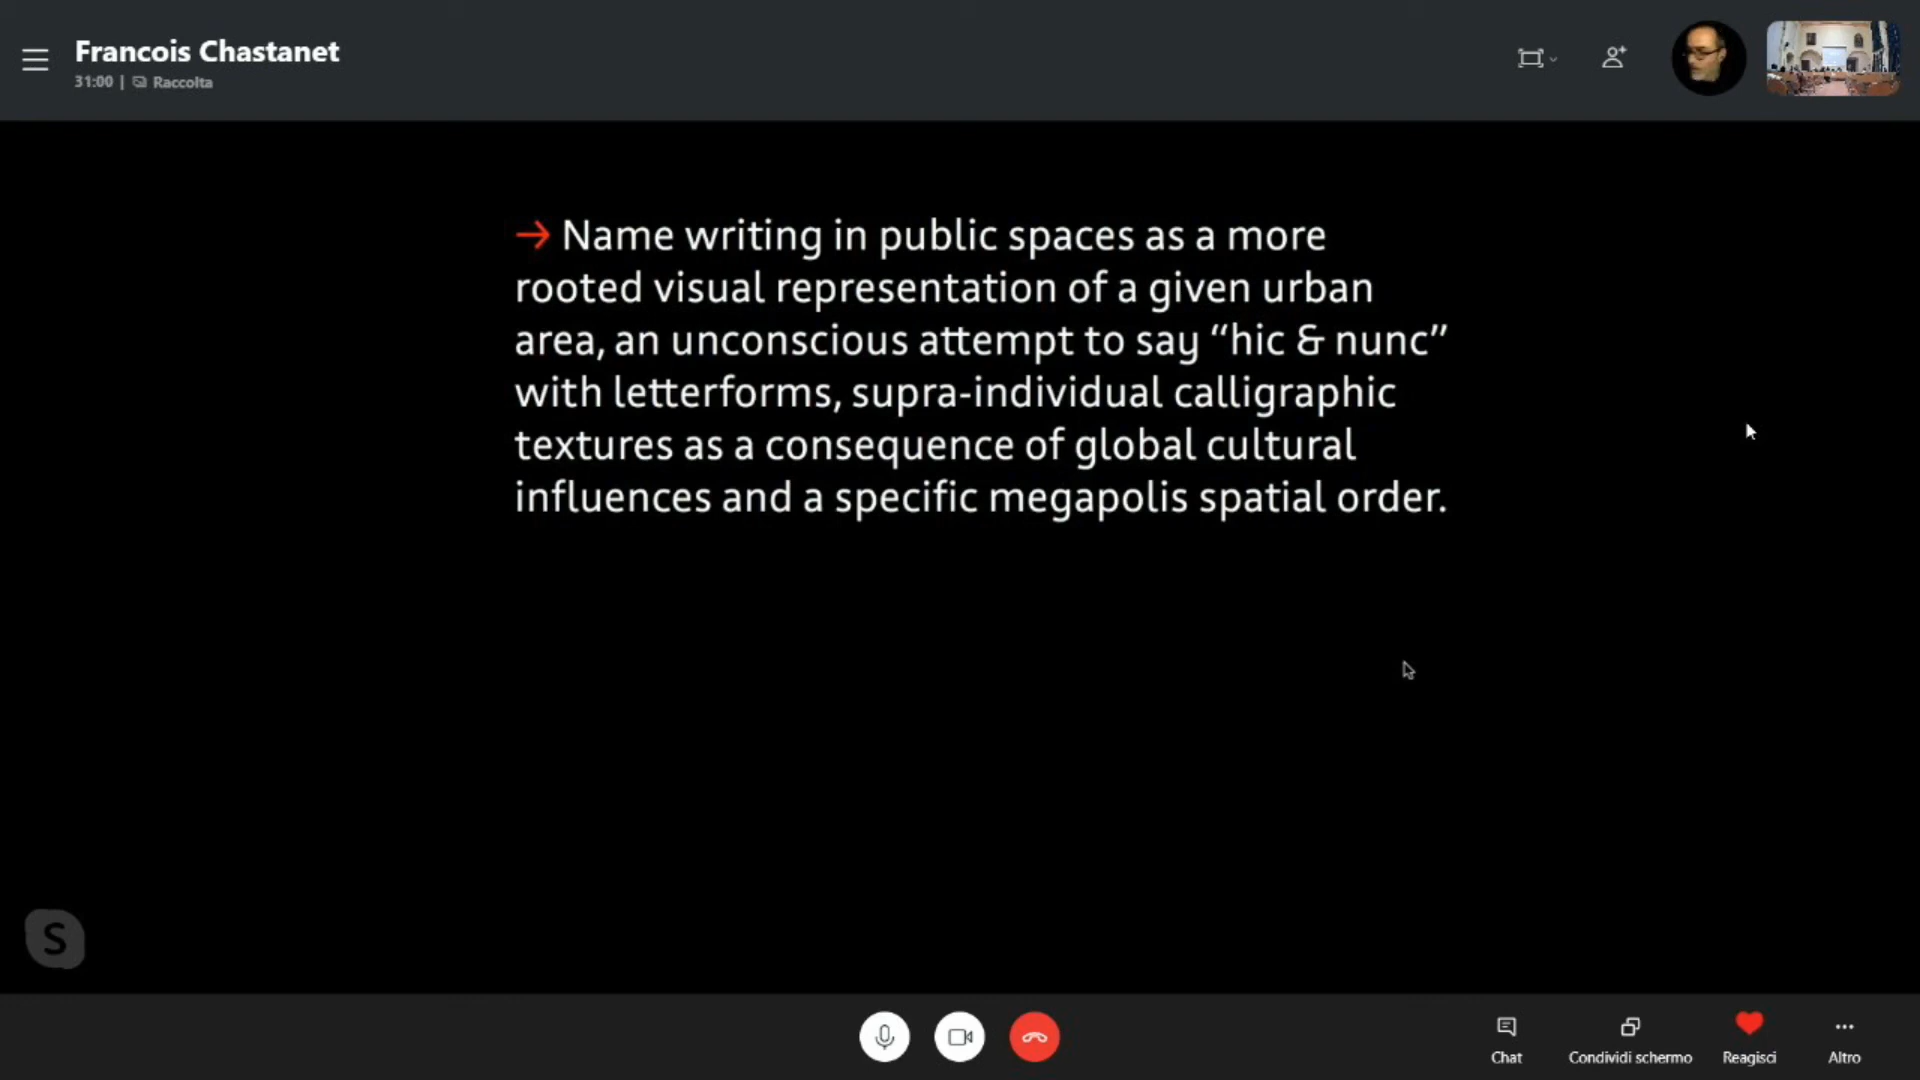 Francois Chastanet
31:00 | Raccolta
→ Name writing in public spaces as a more
rooted visual representation of a given urban
area, an unconscious attempt to say “hic & nunc”
with letterforms, supra-individual calligraphic
textures as a consequence of global cultural
influences and a specific megapolis spatial order.
S
Chat
Condividi schermo
Reagisci
Altro